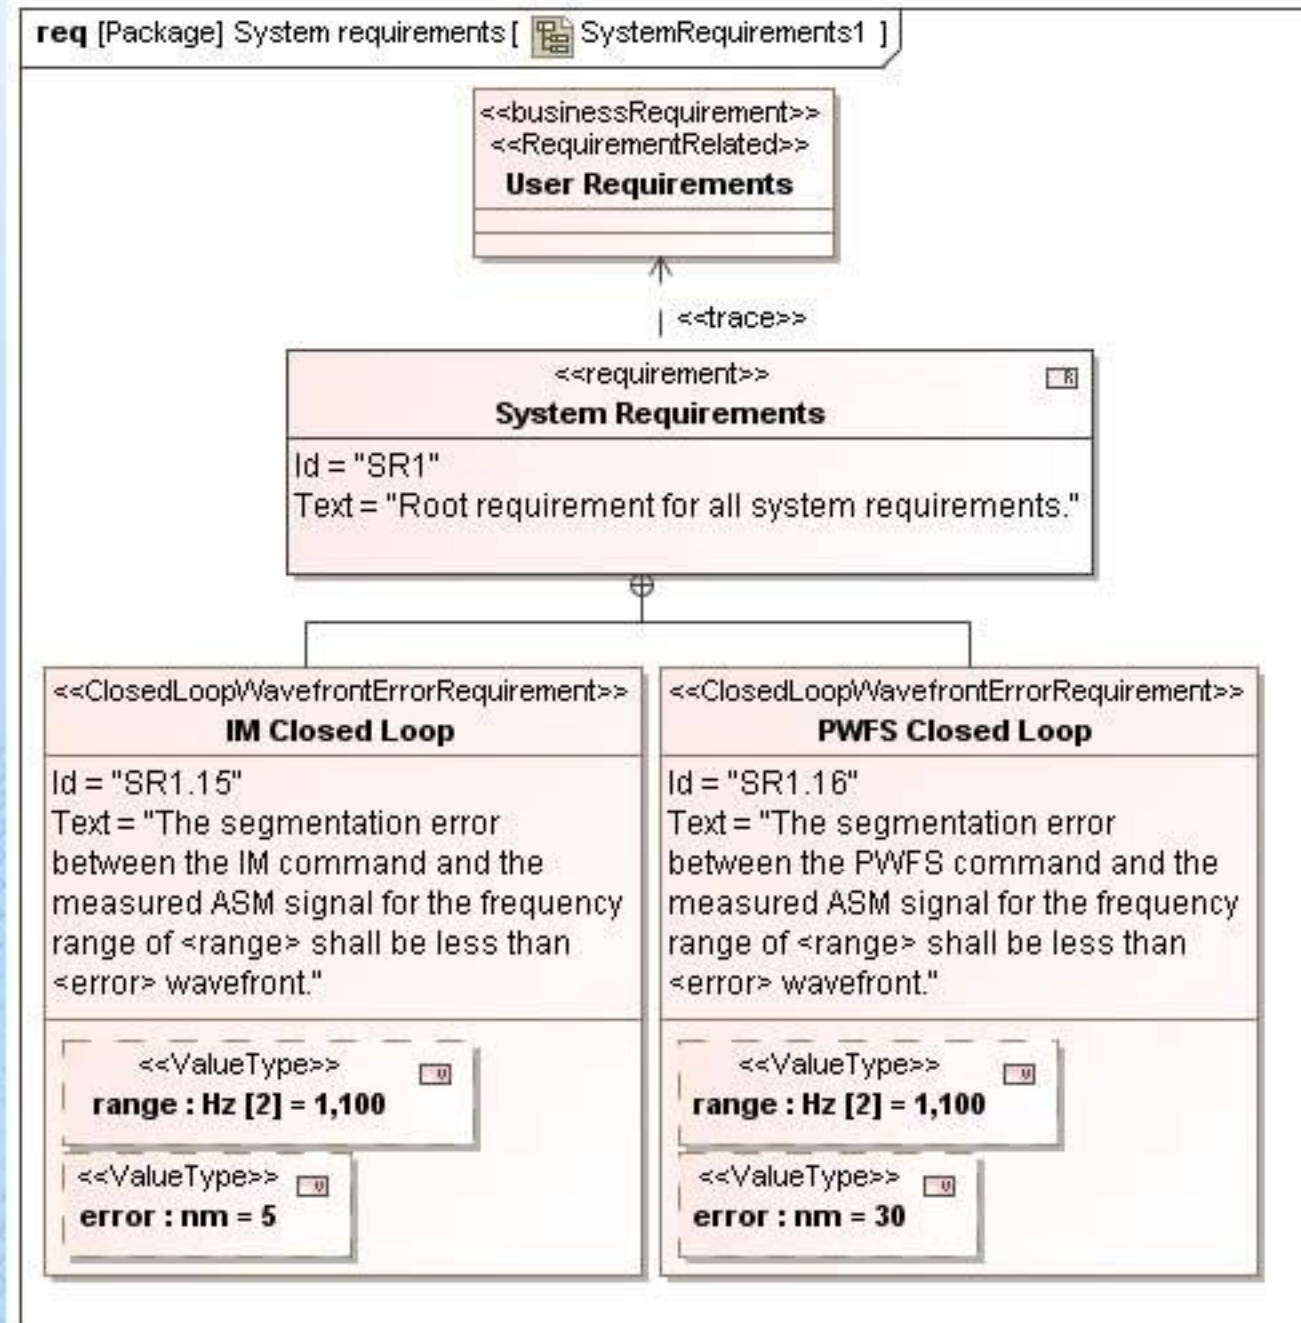 req [Package] System requirements [ SystemRequirements1 ]
<<businessRequirement>>
<<RequirementRelated>>
User Requirements
<<trace>>
<<requirement>>
R
System Requirements
Id = "SR1"
Text = "Root requirement for all system requirements."
<<ClosedLoopWavefrontErrorRequirement>>
IM Closed Loop
Id = "SR1.15"
Text = "The segmentation error
between the IM command and the
measured ASM signal for the frequency
range of <range> shall be less than
<error> wavefront."
<<ValueType>>
range : Hz [2] = 1,100
<<ValueType>>
error : nm = 5
<<ClosedLoopWavefrontErrorRequirement>>
PWFS Closed Loop
Id = "SR1.16"
Text = "The segmentation error
between the PWFS command and the
measured ASM signal for the frequency
range of <range> shall be less than
<error> wavefront."
<<ValueType>>
range : Hz [2] = 1,100
<<ValueType>>
error : nm = 30